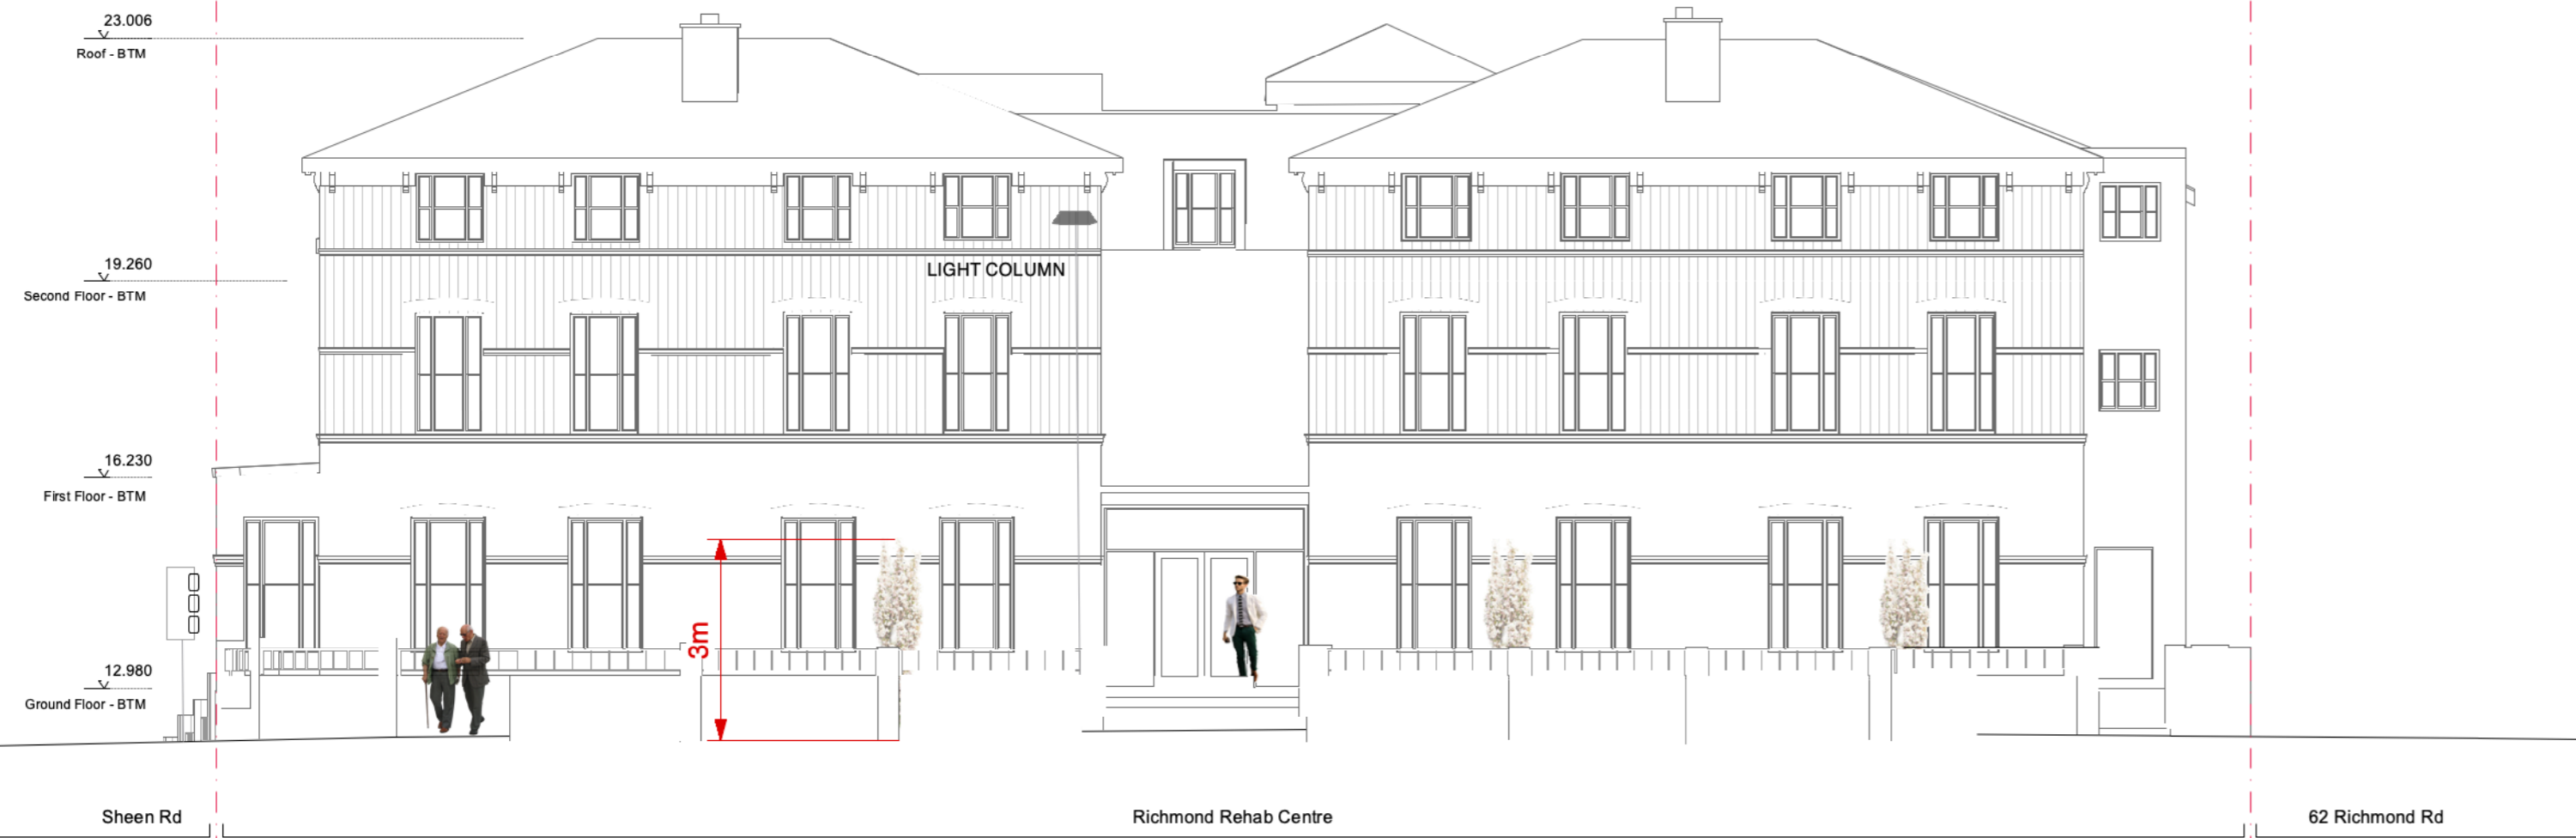 23.006
Roof - BTM
LIGHT COLUMN
19.260
Second Floor - BTM
16.230
First Floor - BTM
3m
12.980
Ground Floor - BTM
Sheen Rd
Richmond Rehab Centre
62 Richmond Rd